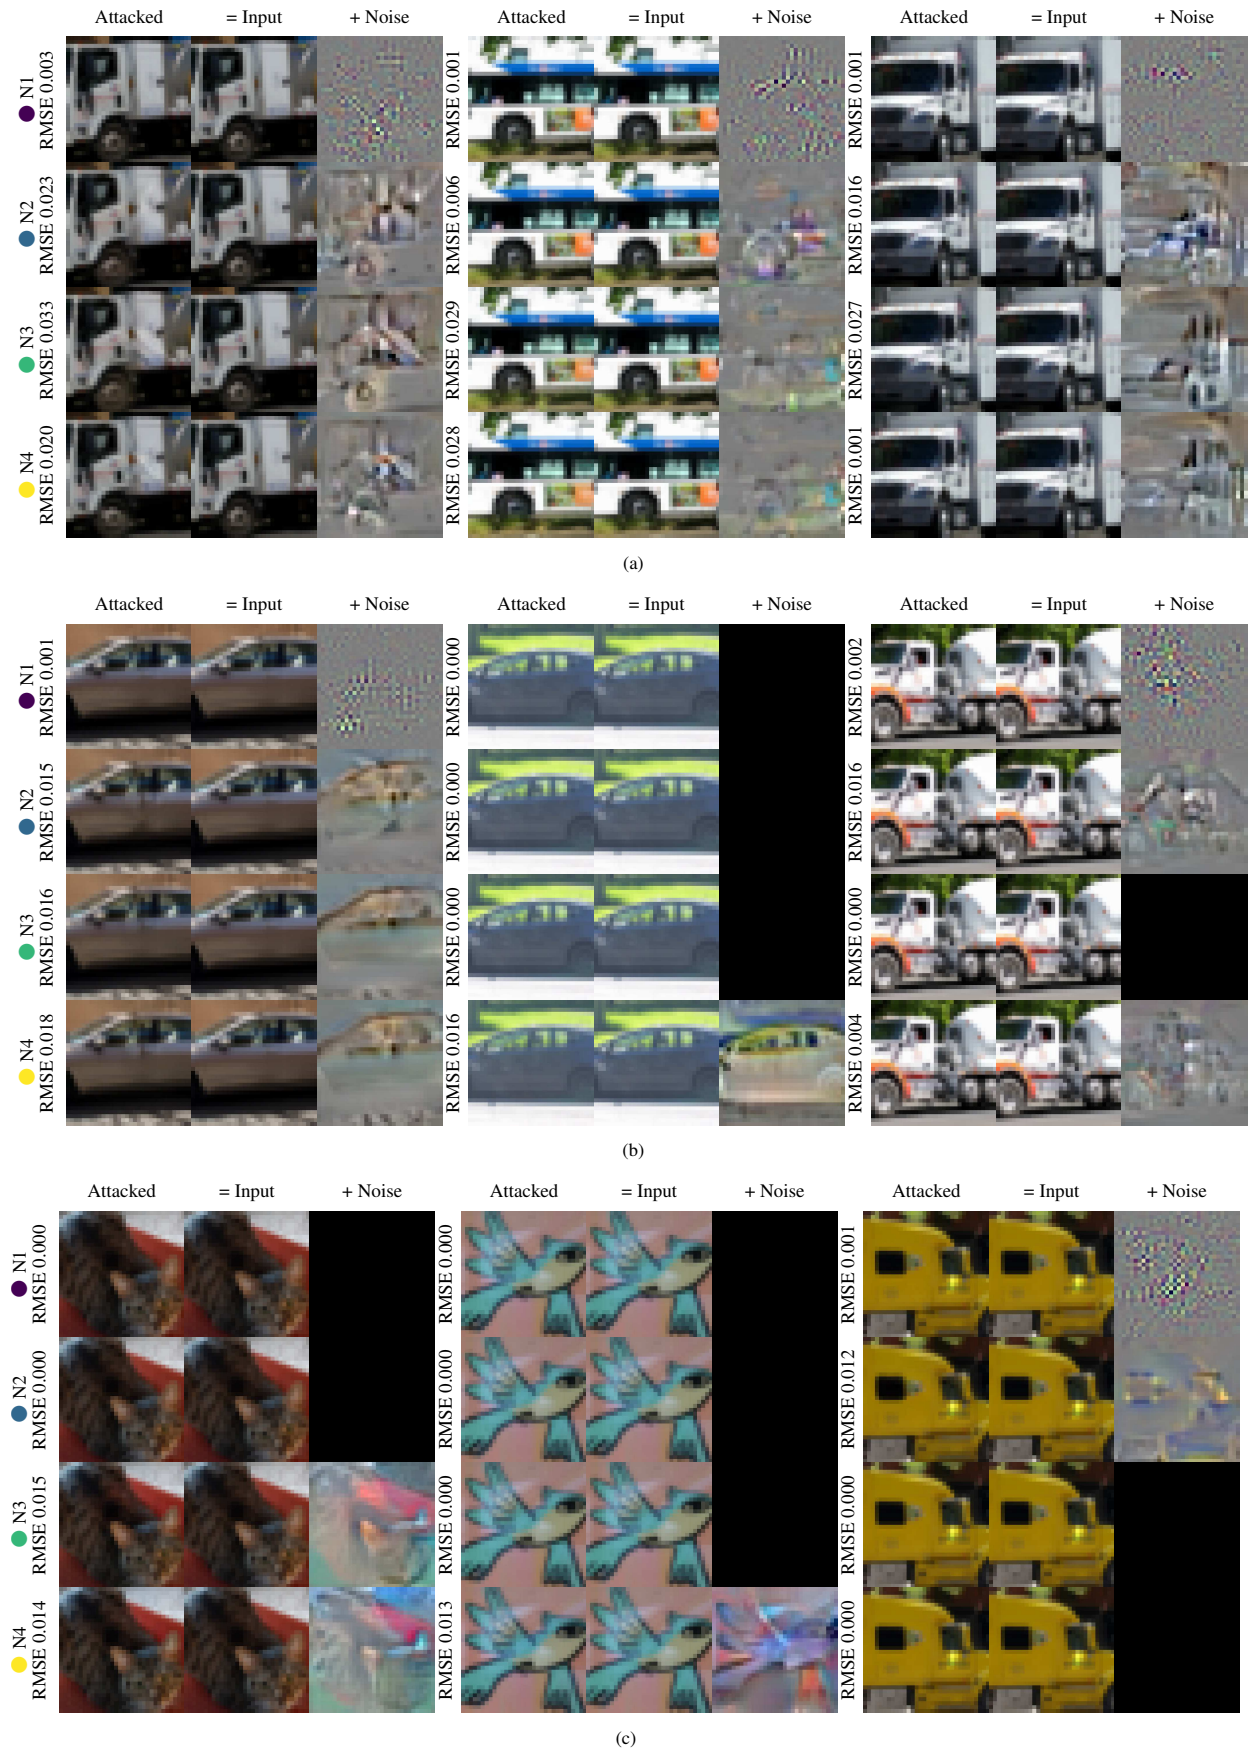 Attacked = Input + Noise Attacked = Input + Noise Attacked = Input + Noise
N1
RMSE 0.003 RMSE 0.001 RMSE 0.001
N2
RMSE 0.023 RMSE 0.006 RMSE 0.016
N3
RMSE 0.033 RMSE 0.029 RMSE 0.027
N4
RMSE 0.020 RMSE 0.028 RMSE 0.001
(a)
Attacked = Input + Noise Attacked = Input + Noise Attacked = Input + Noise
N1
RMSE 0.001 RMSE 0.000 RMSE 0.002
N2
RMSE 0.015 RMSE 0.000 RMSE 0.016
N3
RMSE 0.016 RMSE 0.000 RMSE 0.000
N4
RMSE 0.018 RMSE 0.016 RMSE 0.004
(b)
Attacked = Input + Noise Attacked = Input + Noise Attacked = Input + Noise
N1
RMSE 0.000 RMSE 0.000 RMSE 0.001
N2
RMSE 0.000 RMSE 0.000 RMSE 0.012
N3
RMSE 0.015 RMSE 0.000 RMSE 0.000
N4
RMSE 0.014 RMSE 0.013 RMSE 0.000
(c)